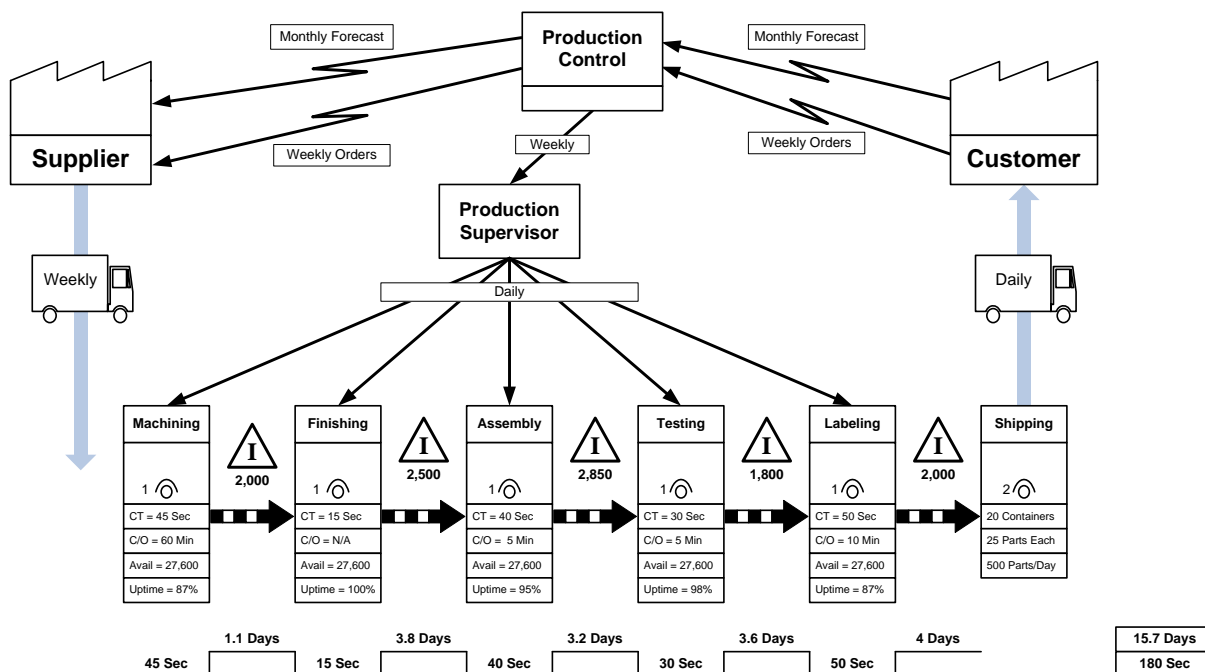 Monthly Forecast
Production
Control
Monthly Forecast
Supplier
Weekly Orders
Weekly
Weekly Orders
Customer
Production
Supervisor
Weekly
Daily
Daily
Machining
Finishing
Assembly
Testing
Labeling
Shipping
I
I
I
I
I
2,000
2,500
2,850
1,800
2,000
1
1
1
1
1
2
CT = 45 Sec
CT = 15 Sec
CT = 40 Sec
CT = 30 Sec
CT = 50 Sec
20 Containers
C/O = 60 Min
C/O = N/A
C/O = 5 Min
C/O = 5 Min
C/O = 10 Min
25 Parts Each
Avail = 27,600
Avail = 27,600
Avail = 27,600
Avail = 27,600
Avail = 27,600
500 Parts/Day
Uptime = 87%
Uptime = 100%
Uptime = 95%
Uptime = 98%
Uptime = 87%
1.1 Days
3.8 Days
3.2 Days
3.6 Days
4 Days
15.7 Days
45 Sec
15 Sec
40 Sec
30 Sec
50 Sec
180 Sec